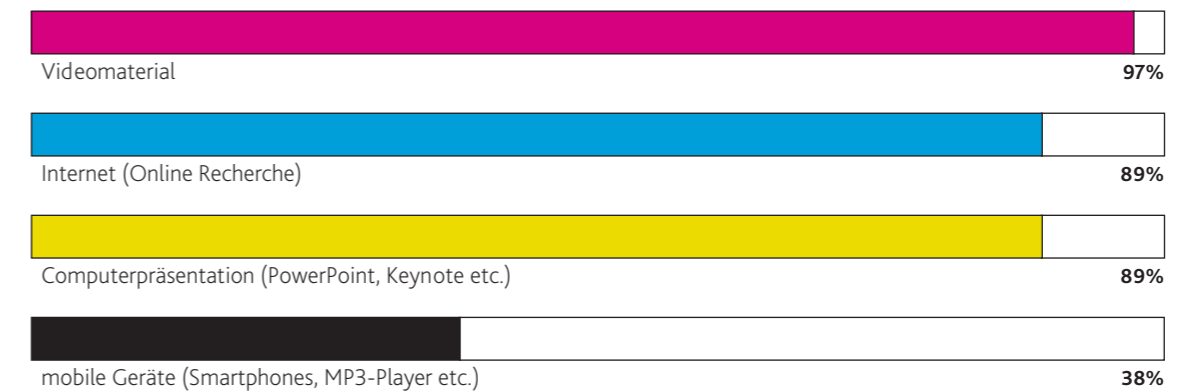 Videomaterial 97%
Internet (Online Recherche) 89%
Computerpräsentation (PowerPoint, Keynote etc.) 89%
mobile Geräte (Smartphones, MP3-Player etc.) 38%